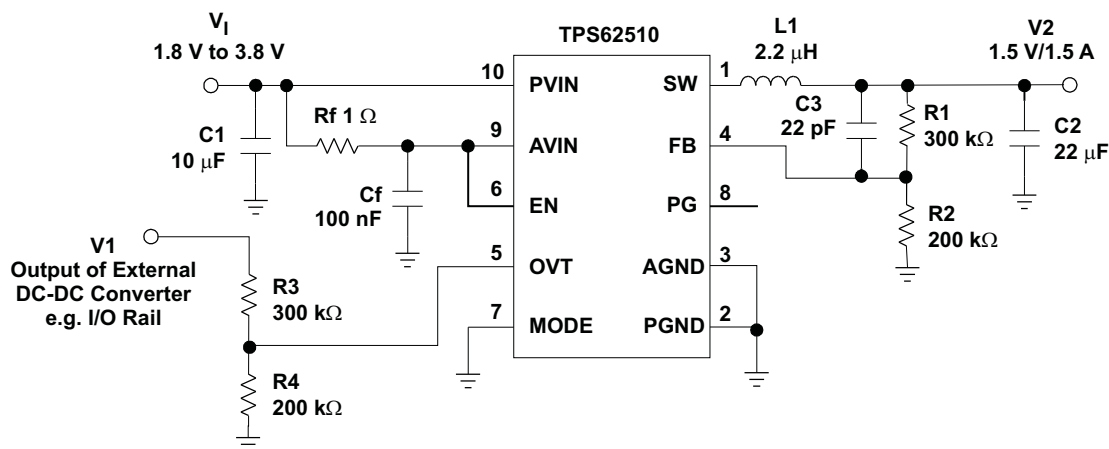 V_I
1.8 V to 3.8 V
TPS62510
L1
2.2 μH
V2
1.5 V/1.5 A
10
PVIN
SW
1
C1
10 μF
Rf 1 Ω
9
AVIN
FB
4
C3
22 pF
R1
300 kΩ
C2
22 μF
Cf
100 nF
6
EN
PG
8
R2
200 kΩ
V1
Output of External
DC-DC Converter
e.g. I/O Rail
5
OVT
AGND
3
R3
300 kΩ
7
MODE
PGND
2
R4
200 kΩ